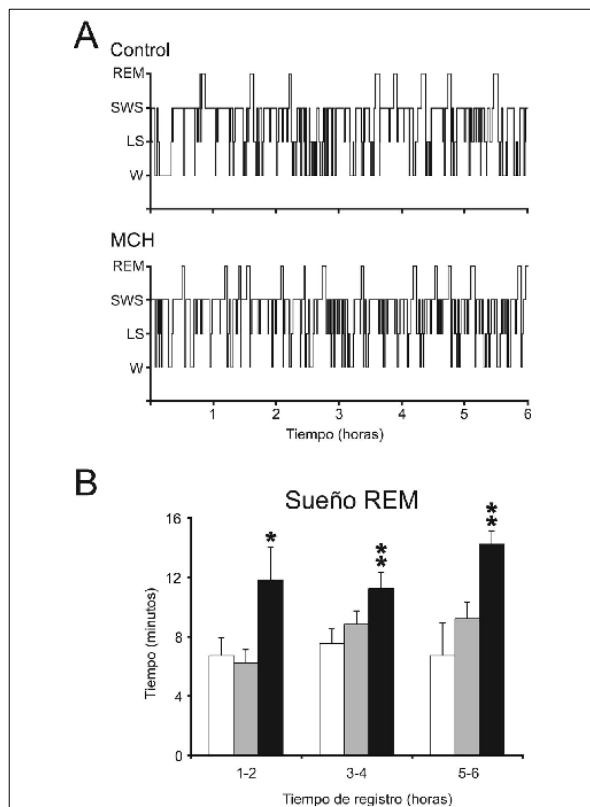 A
Control
REM
SWS
LS
W
MCH
REM
SWS
LS
W
1 2 3 4 5 6
Tiempo (horas)
B
Sueño REM
16
12
8
4
0
Tiempo (minutos)
*
**
**
1-2 3-4 5-6
Tiempo de registro (horas)